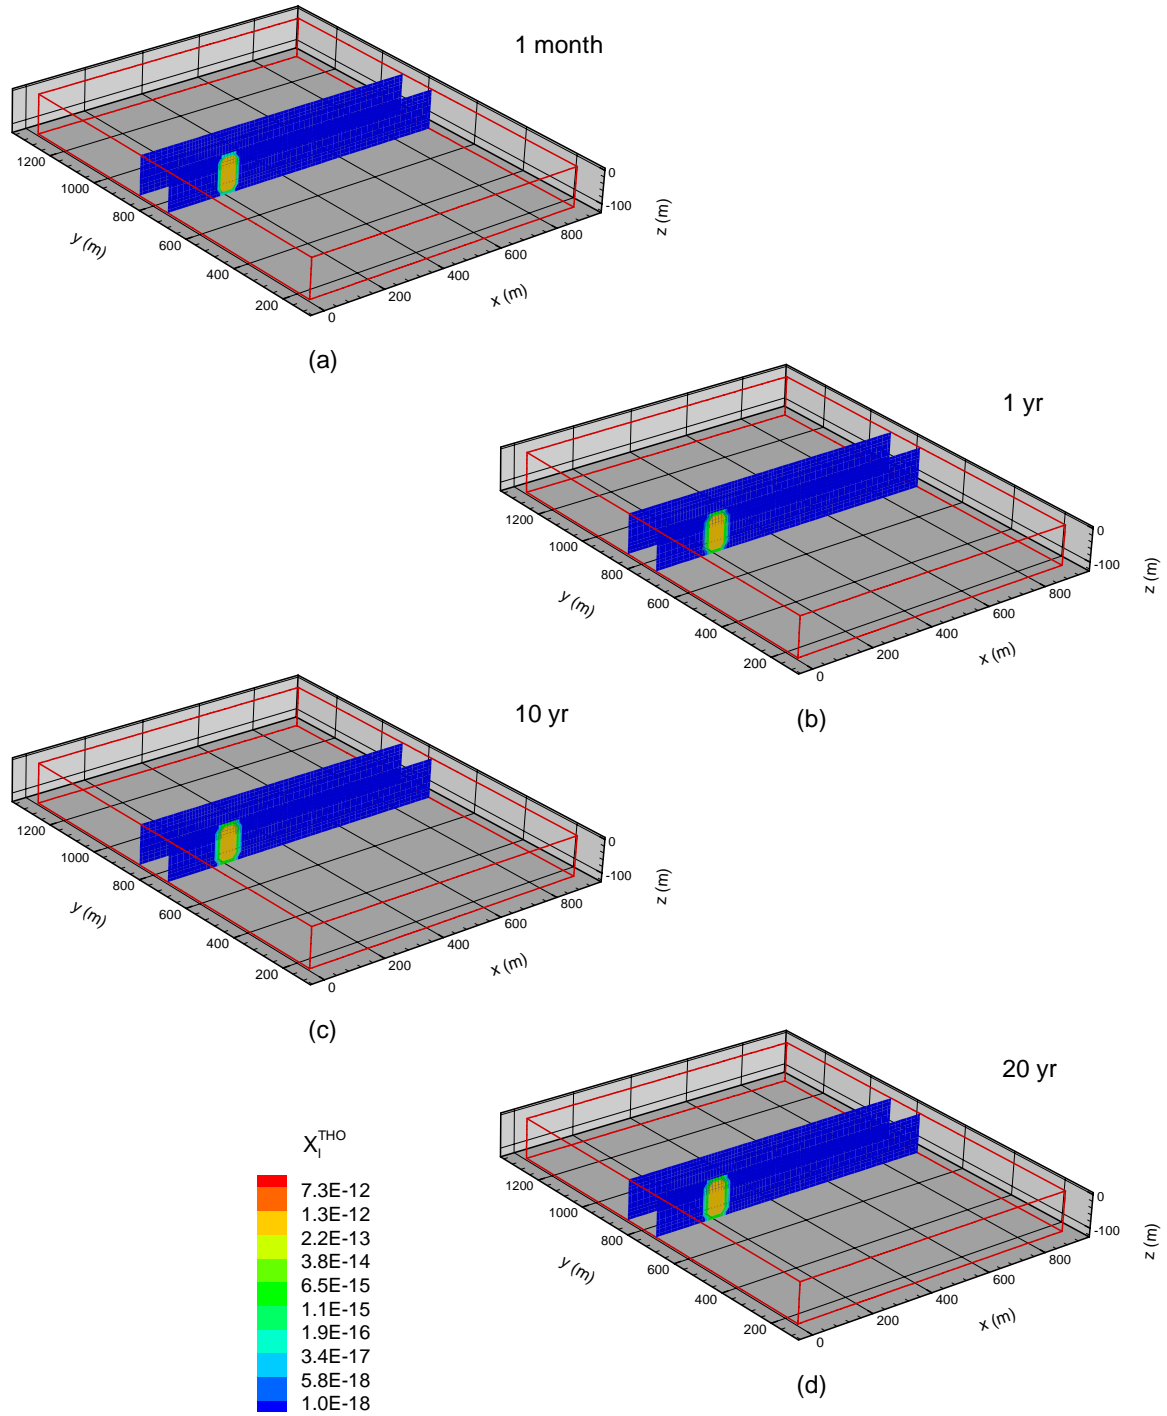 1 month
0
-100
z (m)
1200
1000
800
600
400
200
y (m)
0
200
400
600
800
x (m)
(a)
1 yr
0
-100
z (m)
1200
1000
800
600
400
200
y (m)
0
200
400
600
800
x (m)
(b)
10 yr
0
-100
z (m)
1200
1000
800
600
400
200
y (m)
0
200
400
600
800
x (m)
(c)
20 yr
0
-100
z (m)
1200
1000
800
600
400
200
y (m)
0
200
400
600
800
x (m)
(d)
X_l^THO
7.3E-12
1.3E-12
2.2E-13
3.8E-14
6.5E-15
1.1E-15
1.9E-16
3.4E-17
5.8E-18
1.0E-18